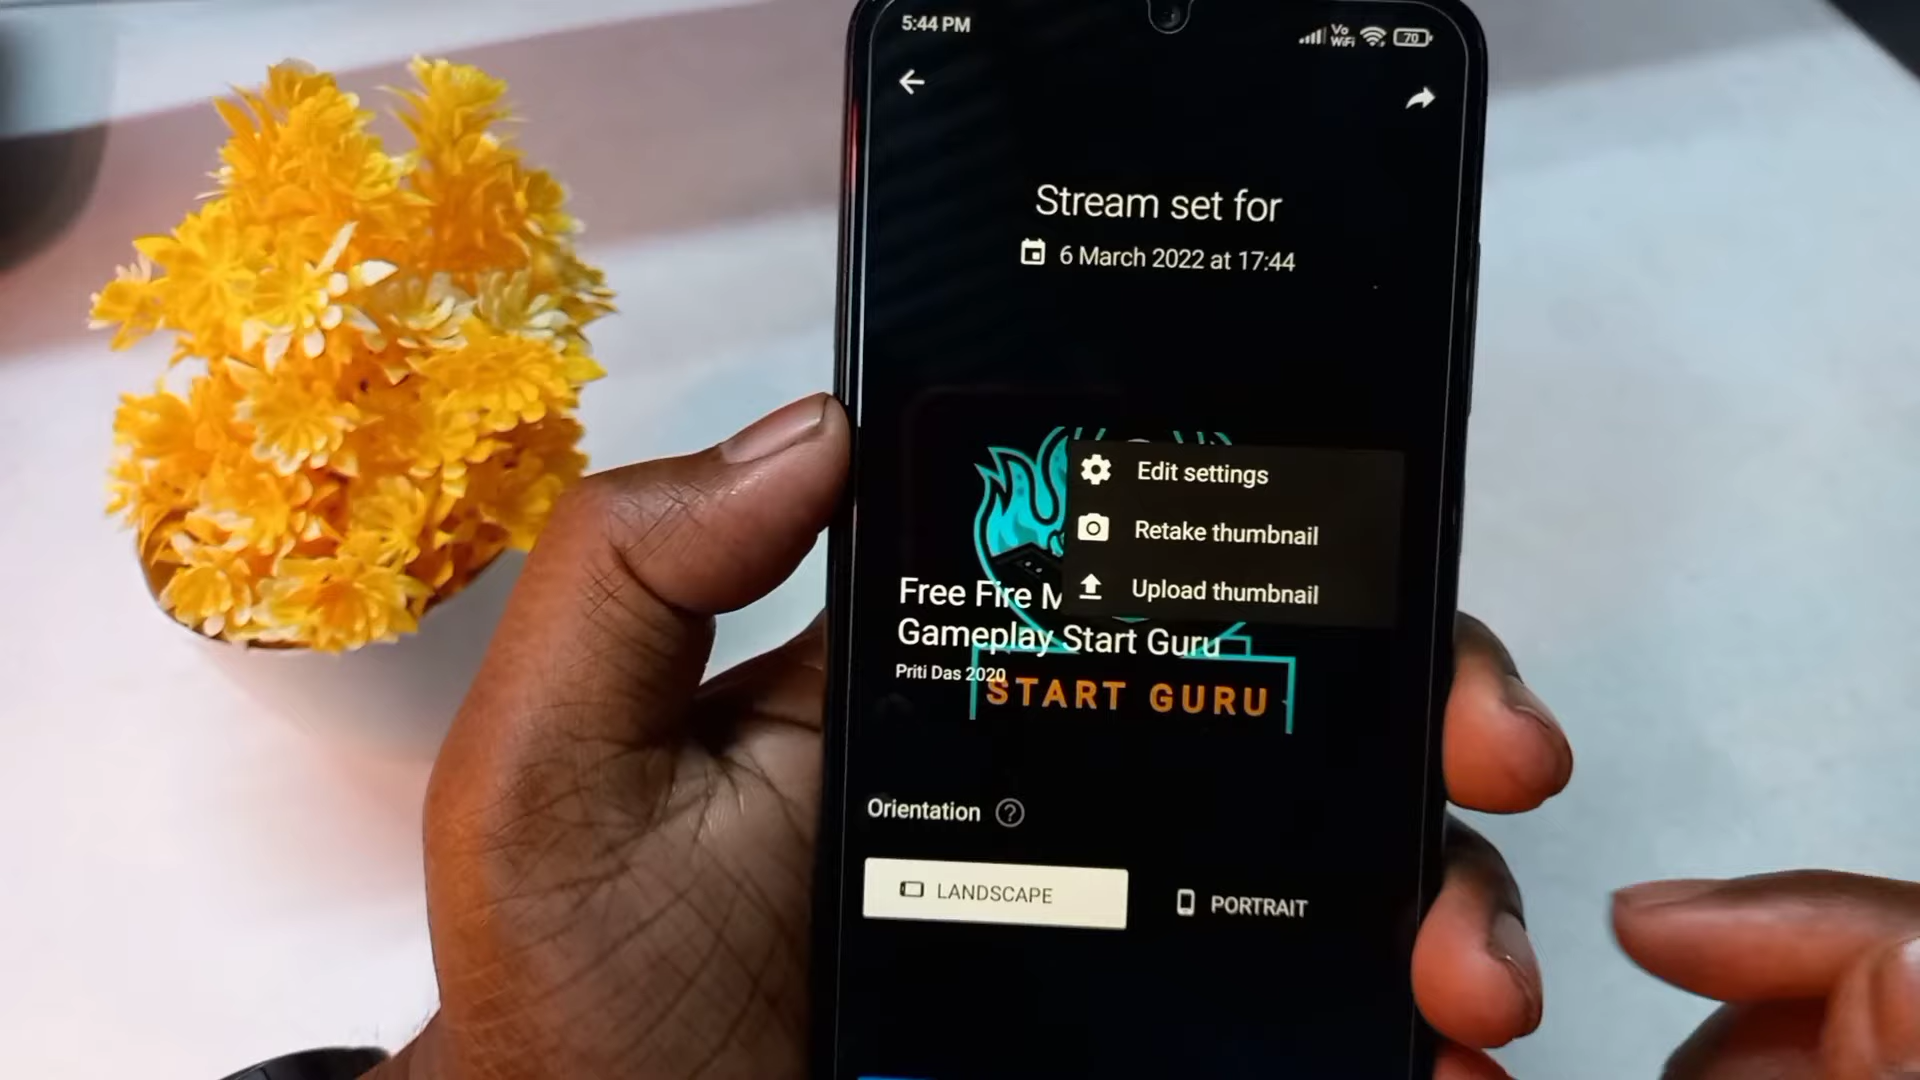 5:44 PM
Vo
WiFi
70
Stream set for
6 March 2022 at 17:44
Edit settings
Retake thumbnail
Upload thumbnail
Free Fire
Gameplay Start Guru
Priti Das 2020
START GURU
Orientation ?
LANDSCAPE
PORTRAIT